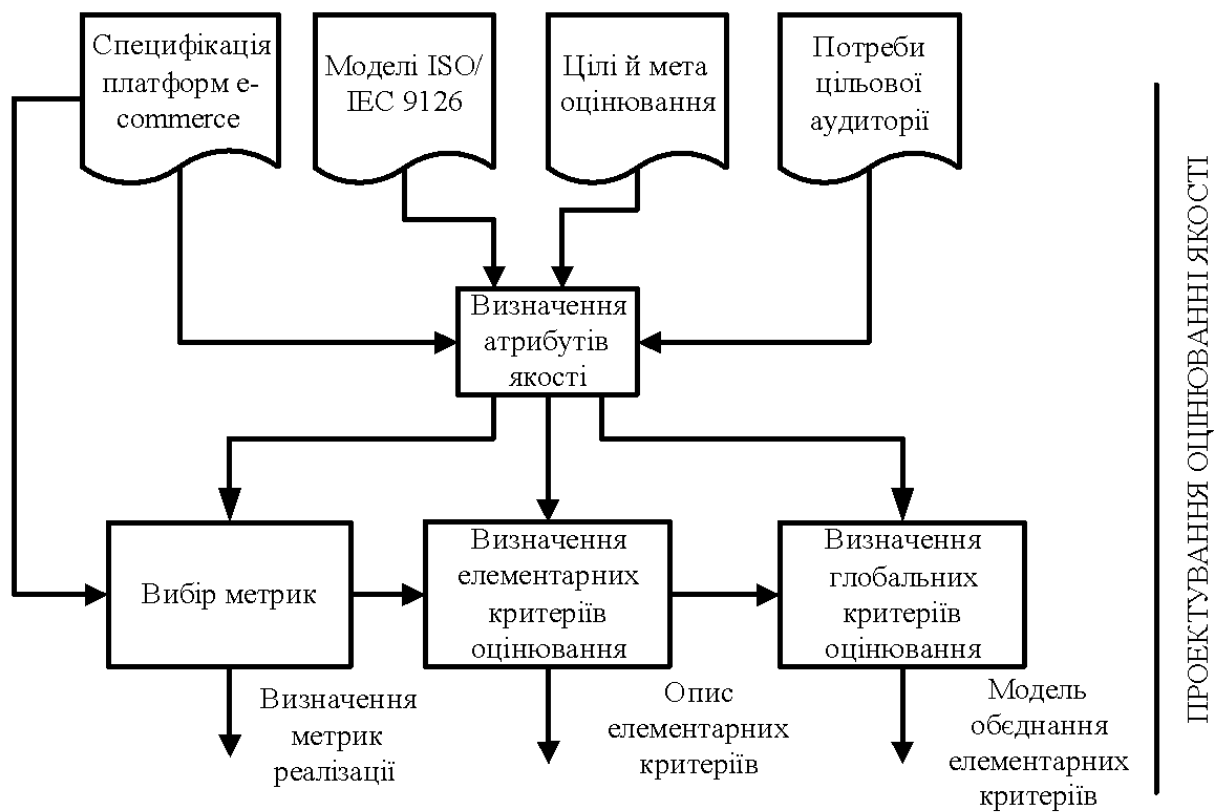 Специфікація
платформ e-
commerce
Моделі ISO/
IEC 9126
Цілі й мета
оцінювання
Потреби
цільової
аудиторії
Визначення
атрибутів
якості
Вибір метрик
Визначення
елементарних
критеріїв
оцінювання
Визначення
глобальних
критеріїв
оцінювання
Визначення
метрик
реалізації
Опис
елементарних
критеріїв
Модель
обєднання
елементарних
критеріїв
ПРОЕКТУВАННЯ ОЦІНЮВАННІ ЯКОСТІ